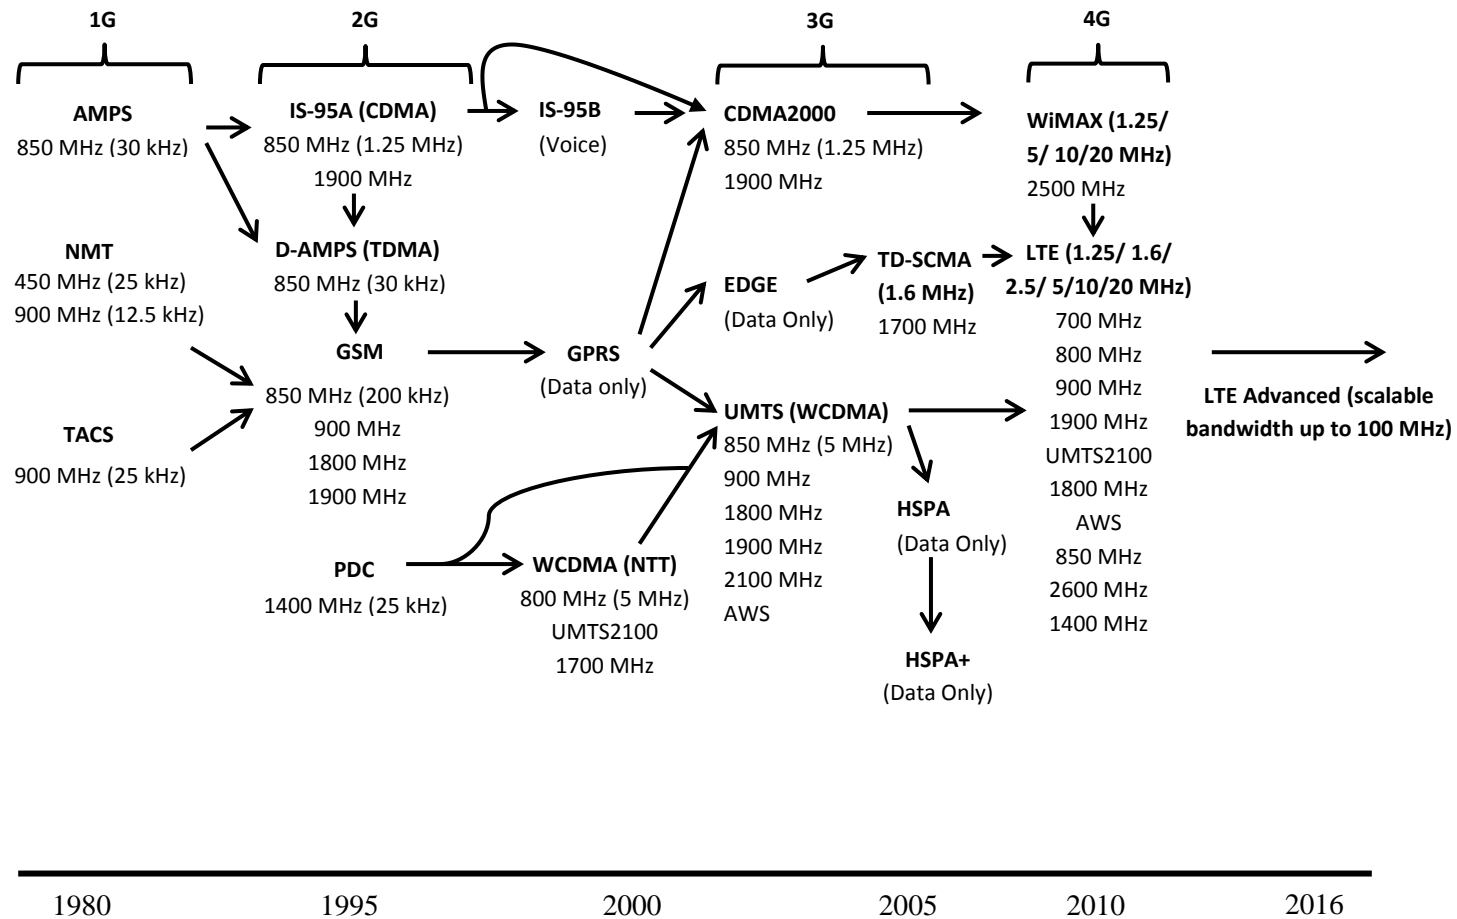 1G
2G
3G
4G
AMPS
850 MHz (30 kHz)
NMT
450 MHz (25 kHz)
900 MHz (12.5 kHz)
TACS
900 MHz (25 kHz)
IS-95A (CDMA)
850 MHz (1.25 MHz)
1900 MHz
D-AMPS (TDMA)
850 MHz (30 kHz)
GSM
850 MHz (200 kHz)
900 MHz
1800 MHz
1900 MHz
PDC
1400 MHz (25 kHz)
IS-95B
(Voice)
GPRS
(Data only)
WCDMA (NTT)
800 MHz (5 MHz)
UMTS2100
1700 MHz
CDMA2000
850 MHz (1.25 MHz)
1900 MHz
EDGE
(Data Only)
TD-SCMA
(1.6 MHz)
1700 MHz
UMTS (WCDMA)
850 MHz (5 MHz)
900 MHz
1800 MHz
1900 MHz
2100 MHz
AWS
HSPA
(Data Only)
HSPA+
(Data Only)
WiMAX (1.25/
5/ 10/20 MHz)
2500 MHz
LTE (1.25/ 1.6/
2.5/ 5/10/20 MHz)
700 MHz
800 MHz
900 MHz
1900 MHz
UMTS2100
1800 MHz
AWS
850 MHz
2600 MHz
1400 MHz
LTE Advanced (scalable
bandwidth up to 100 MHz)
1980
1995
2000
2005
2010
2016